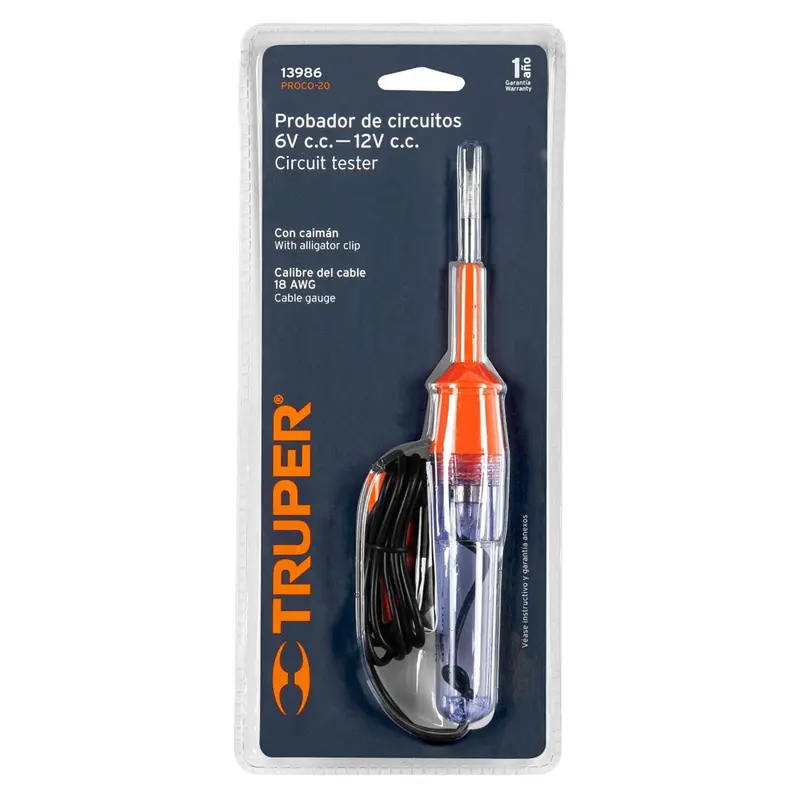 13986
PROCO-20
1 año
Garantía
Warranty
Probador de circuitos
6V c.c.—12V c.c.
Circuit tester
Con caimán
With alligator clip
Calibre del cable
18 AWG
Cable gauge
TRUPER®
Véase instructivo y garantía anexos